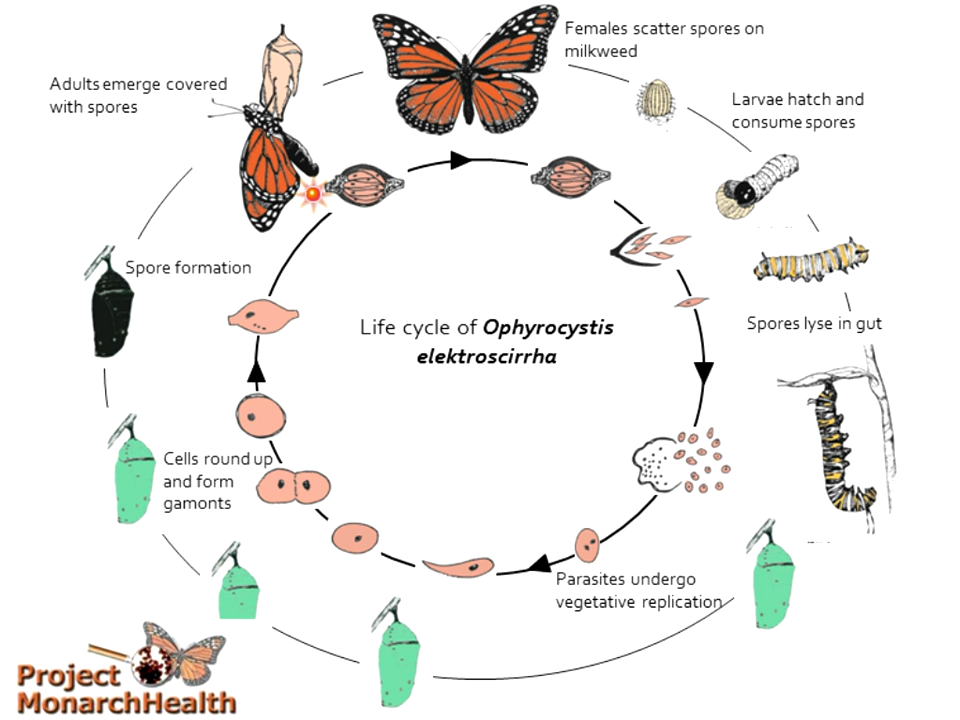 Females scatter spores on
milkweed
Adults emerge covered
with spores
Larvae hatch and
consume spores
Spore formation
Life cycle of Ophyrocystis
elektroscirrha
Spores lyse in gut
Cells round up
and form
gamonts
Parasites undergo
vegetative replication
Project
MonarchHealth